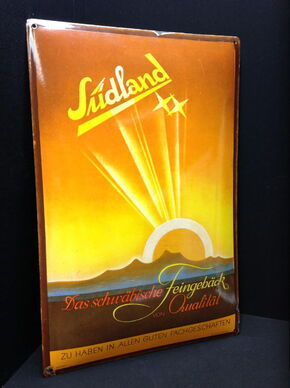 Südland
Das schwäbische Feingebäck
VON Qualität
ZU HABEN IN ALLEN GUTEN FACHGESCHÄFTEN